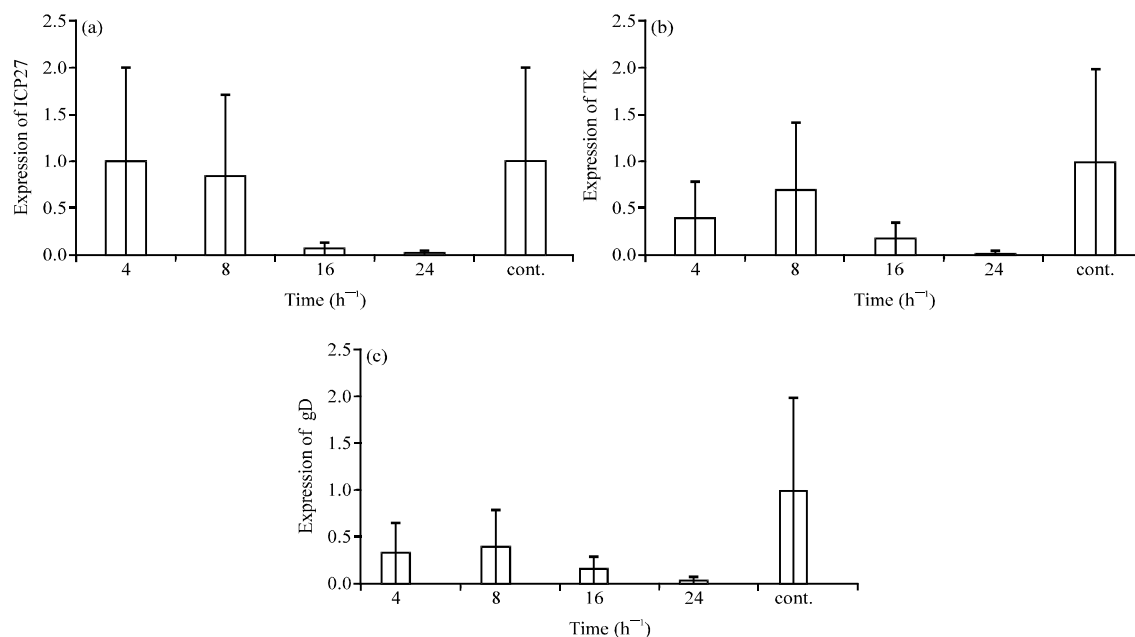 (a)
Expression of ICP27
2.5
2.0
1.5
1.0
0.5
0.0
4 8 16 24 cont.
Time (h⁻¹)
(b)
Expression of TK
2.5
2.0
1.5
1.0
0.5
0.0
4 8 16 24 cont.
Time (h⁻¹)
(c)
Expression of gD
2.5
2.0
1.5
1.0
0.5
0.0
4 8 16 24 cont.
Time (h⁻¹)